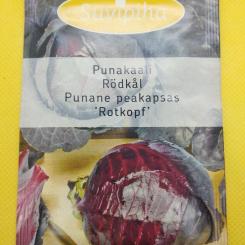 Punakaali
Rödkål
Punane peakapsas
'Rotkopf'